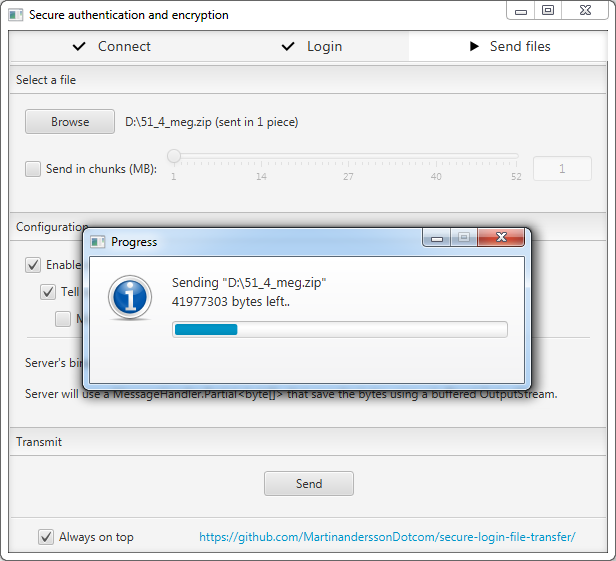 Secure authentication and encryption
Connect
Login
Send files
Select a file
Browse
D:\51_4_meg.zip (sent in 1 piece)
Send in chunks (MB):
1 14 27 40 52
1
Configuration
Progress
Enable
Tell
Sending "D:\51_4_meg.zip"
41977303 bytes left..
Server's bin
Server will use a MessageHandler.Partial<byte[]> that save the bytes using a buffered OutputStream.
Transmit
Send
Always on top
https://github.com/MartinanderssonDotcom/secure-login-file-transfer/